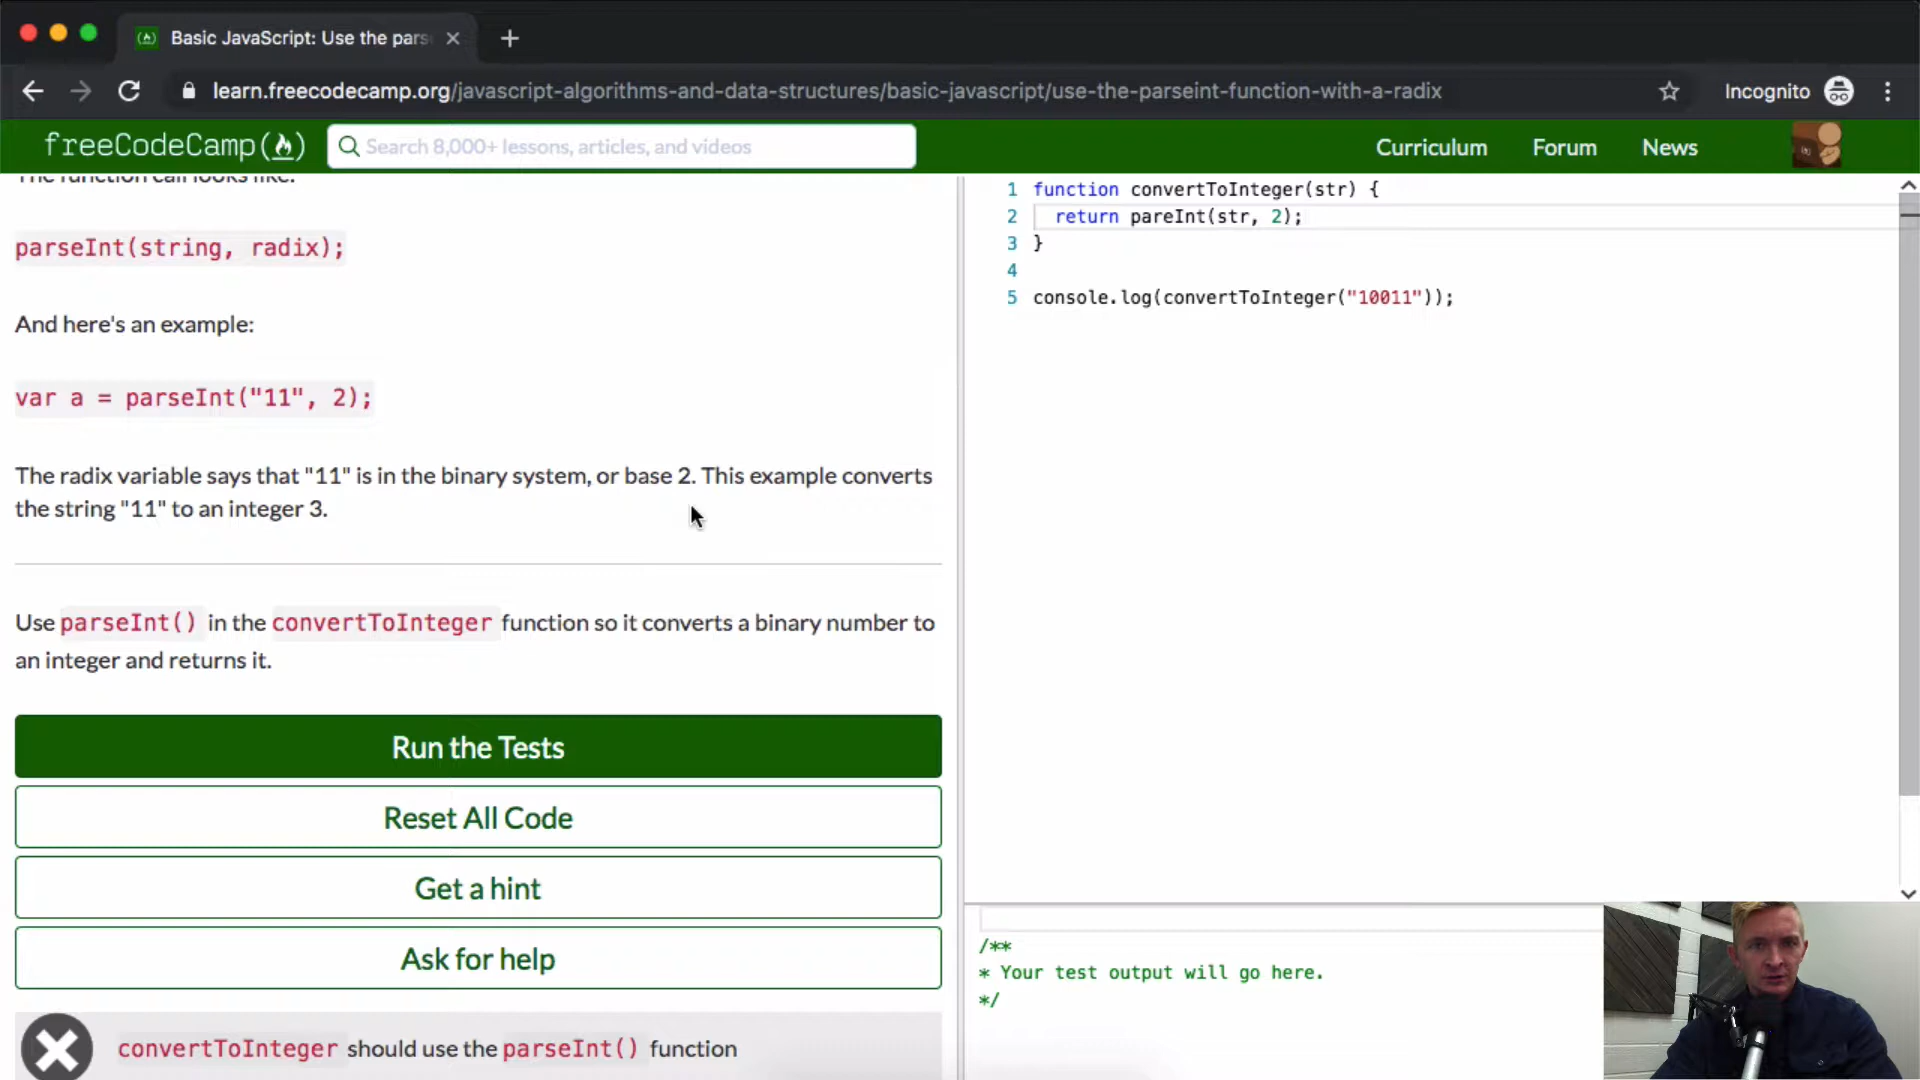 Basic JavaScript: Use the pars
learn.freecodecamp.org/javascript-algorithms-and-data-structures/basic-javascript/use-the-parseint-function-with-a-radix
Incognito
freeCodeCamp
Search 8,000+ lessons, articles, and videos
Curriculum
Forum
News
The function call looks like:
parseInt(string, radix);
And here's an example:
var a = parseInt("11", 2);
The radix variable says that "11" is in the binary system, or base 2. This example converts
the string "11" to an integer 3.
Use parseInt() in the convertToInteger function so it converts a binary number to
an integer and returns it.
Run the Tests
Reset All Code
Get a hint
Ask for help
convertToInteger should use the parseInt() function
1 function convertToInteger(str) {
2 return pareInt(str, 2);
3 }
4
5 console.log(convertToInteger("10011"));
/**
* Your test output will go here.
*/